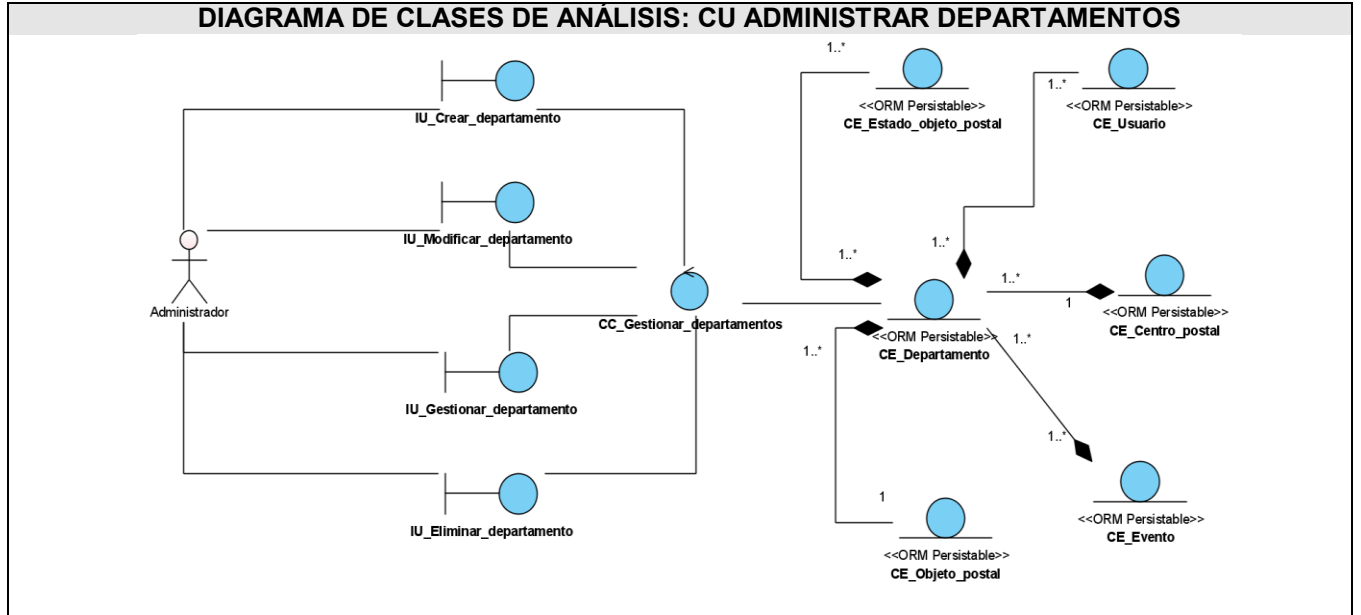 DIAGRAMA DE CLASES DE ANÁLISIS: CU ADMINISTRAR DEPARTAMENTOS
IU_Crear_departamento
IU_Modificar_departamento
Administrador
IU_Gestionar_departamento
IU_Eliminar_departamento
CC_Gestionar_departamentos
1..*
<<ORM Persistable>>
CE_Estado_objeto_postal
1..*
<<ORM Persistable>>
CE_Usuario
1..*
1..*
1..*
1
<<ORM Persistable>>
CE_Centro_postal
<<ORM Persistable>>
CE_Departamento
1..*
1..*
1..*
<<ORM Persistable>>
CE_Evento
1
<<ORM Persistable>>
CE_Objeto_postal